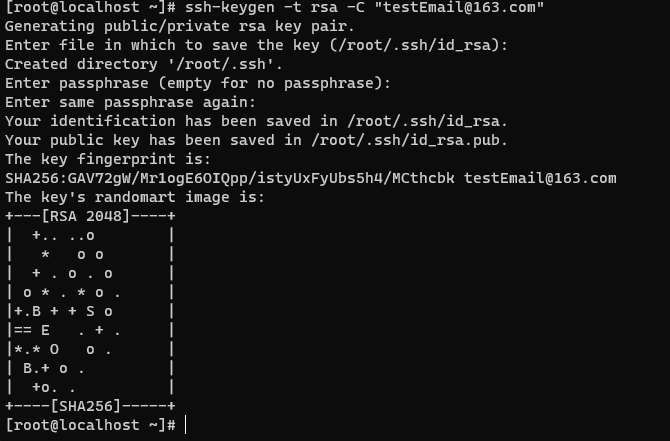 [root@localhost ~]# ssh-keygen -t rsa -C "testEmail@163.com"
Generating public/private rsa key pair.
Enter file in which to save the key (/root/.ssh/id_rsa):
Created directory '/root/.ssh'.
Enter passphrase (empty for no passphrase):
Enter same passphrase again:
Your identification has been saved in /root/.ssh/id_rsa.
Your public key has been saved in /root/.ssh/id_rsa.pub.
The key fingerprint is:
SHA256:GAV72gW/Mr1ogE6OIQpp/istyUxFyUbs5h4/MCthcbk testEmail@163.com
The key's randomart image is:
+---[RSA 2048]----+
|  +.. ..o        |
|   *   o o       |
|  + . o . o      |
| o * . * o .     |
|+.B + + S o      |
|== E   . + .     |
|*.* O   o .      |
| B.+ o .         |
|  +o. .          |
+----[SHA256]-----+
[root@localhost ~]#